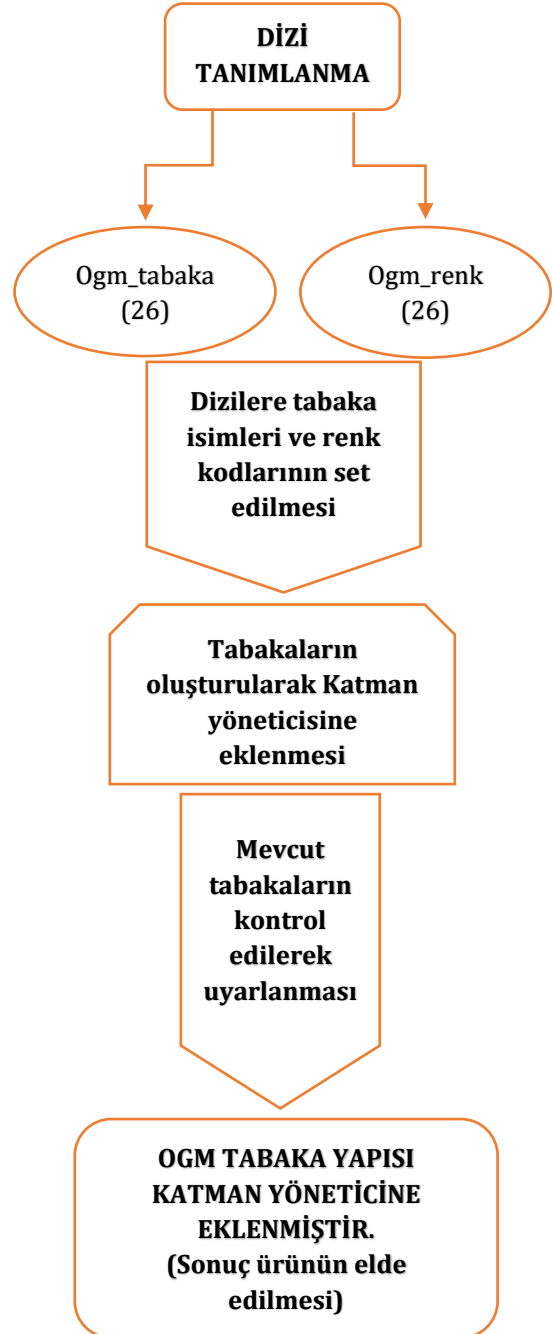 DİZİ
TANIMLANMA
Ogm_tabaka
(26)
Ogm_renk
(26)
Dizilere tabaka
isimleri ve renk
kodlarının set
edilmesi
Tabakaların
oluşturularak Katman
yöneticisine
eklenmesi
Mevcut
tabakaların
kontrol
edilerek
uyarlanması
OGM TABAKA YAPISI
KATMAN YÖNETİCİNE
EKLENMİŞTİR.
(Sonuç ürünün elde
edilmesi)